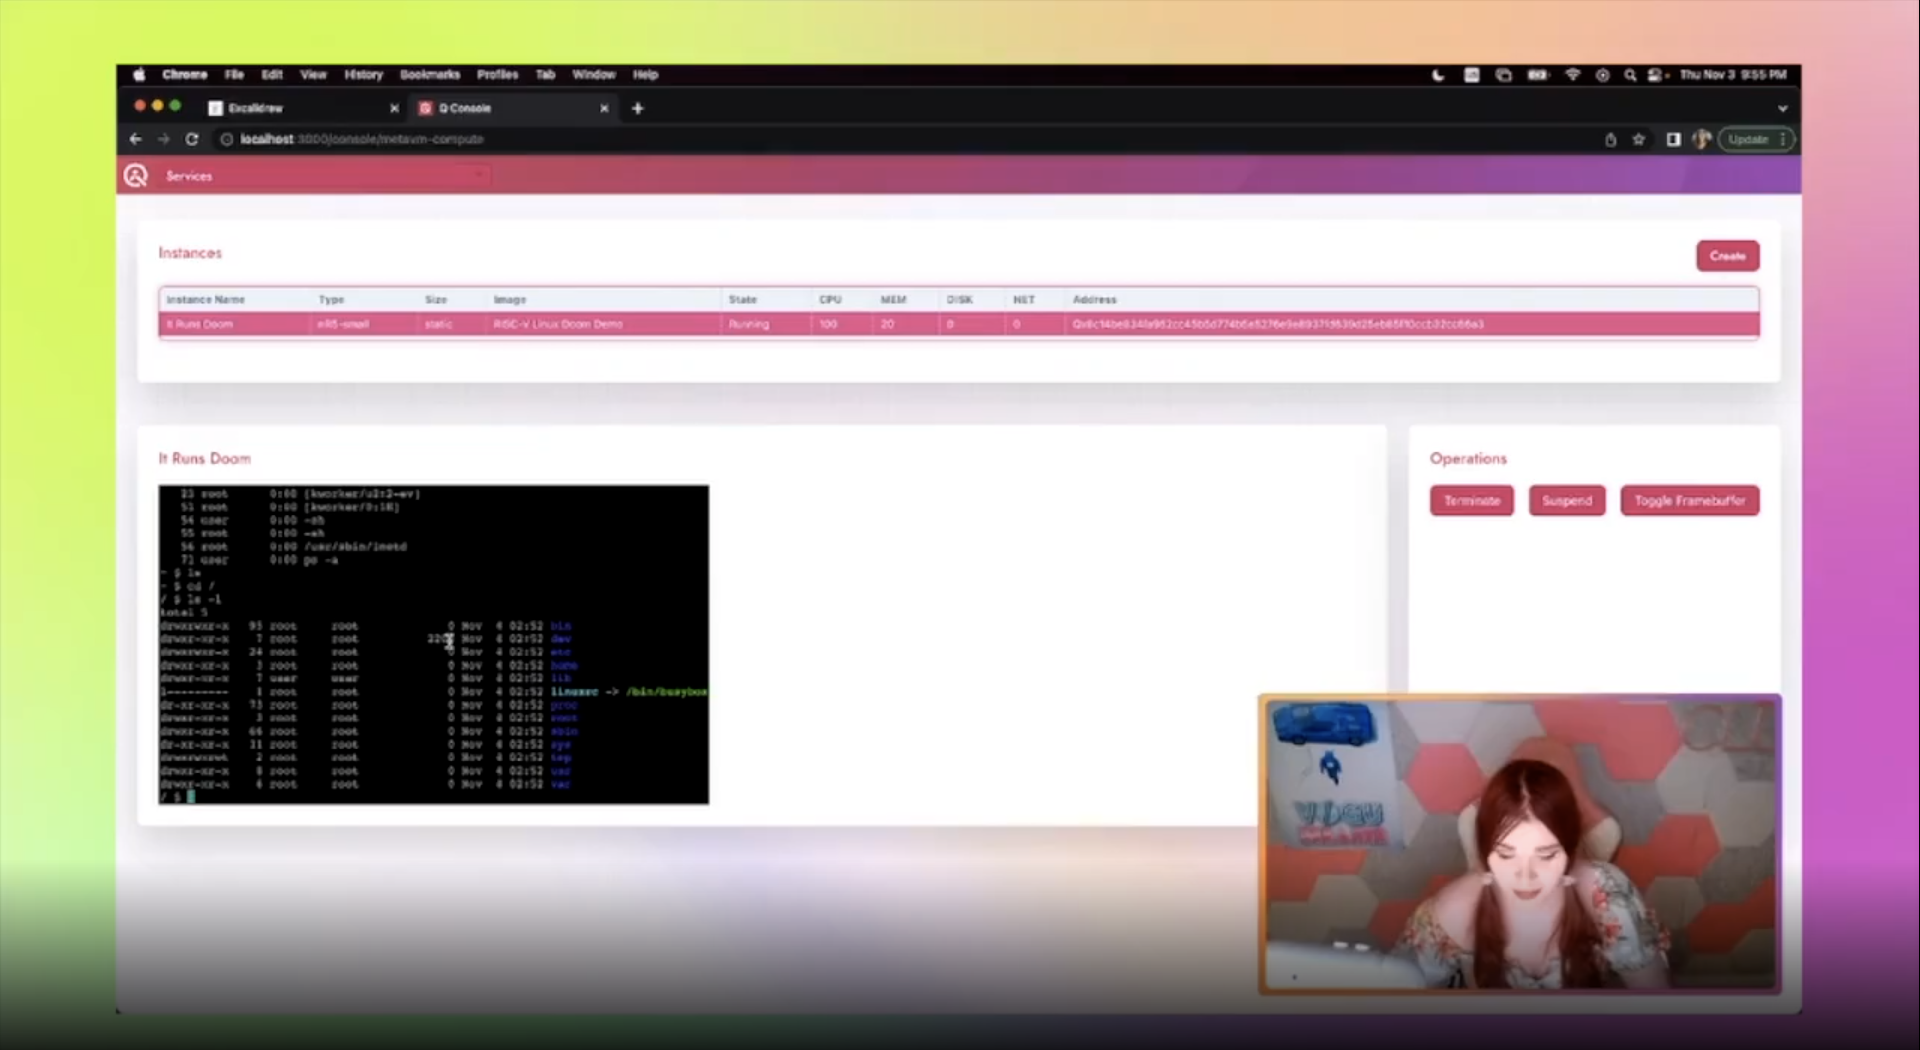 Chrome File Edit View History Bookmarks Profiles Tab Window Help Thu Nov 3 9:55 PM
Excalidraw Q Console
localhost:3000/console/metavm-compute Update
Services
Instances
Create
Instance Name Type Size Image State CPU MEM DISK NET Address
It Runs Doom static RISC-V Linux Doom Demo Running 100 20 0 0
It Runs Doom
Operations
Terminate Suspend Toggle Framebuffer
23 root 0:00 [kworker/u2:2-ev]
51 root 0:00 [kworker/0:1H]
54 user 0:00 -sh
55 root 0:00 -sh
56 root 0:00 /usr/sbin/inetd
71 user 0:00 ps -a
~ $ ls
~ $ cd /
/ $ ls -l
total 5
drwxrwxr-x 95 root root 0 Nov 4 02:52 bin
drwxr-xr-x 7 root root Nov 4 02:52 dev
drwxrwxr-x 24 root root 0 Nov 4 02:52 etc
drwxr-xr-x 3 root root 0 Nov 4 02:52 home
drwxr-xr-x 7 user user 0 Nov 4 02:52 lib
l--------- 1 root root 0 Nov 4 02:52 linuxrc -> /bin/busybox
dr-xr-xr-x 73 root root 0 Nov 4 02:52 proc
drwxr-xr-x 3 root root 0 Nov 4 02:52 root
drwxr-xr-x 66 root root 0 Nov 4 02:52 sbin
dr-xr-xr-x 11 root root 0 Nov 4 02:52 sys
drwxrwxrwt 2 root root 0 Nov 4 02:52 tmp
drwxr-xr-x 8 root root 0 Nov 4 02:52 usr
drwxr-xr-x 4 root root 0 Nov 4 02:52 var
/ $